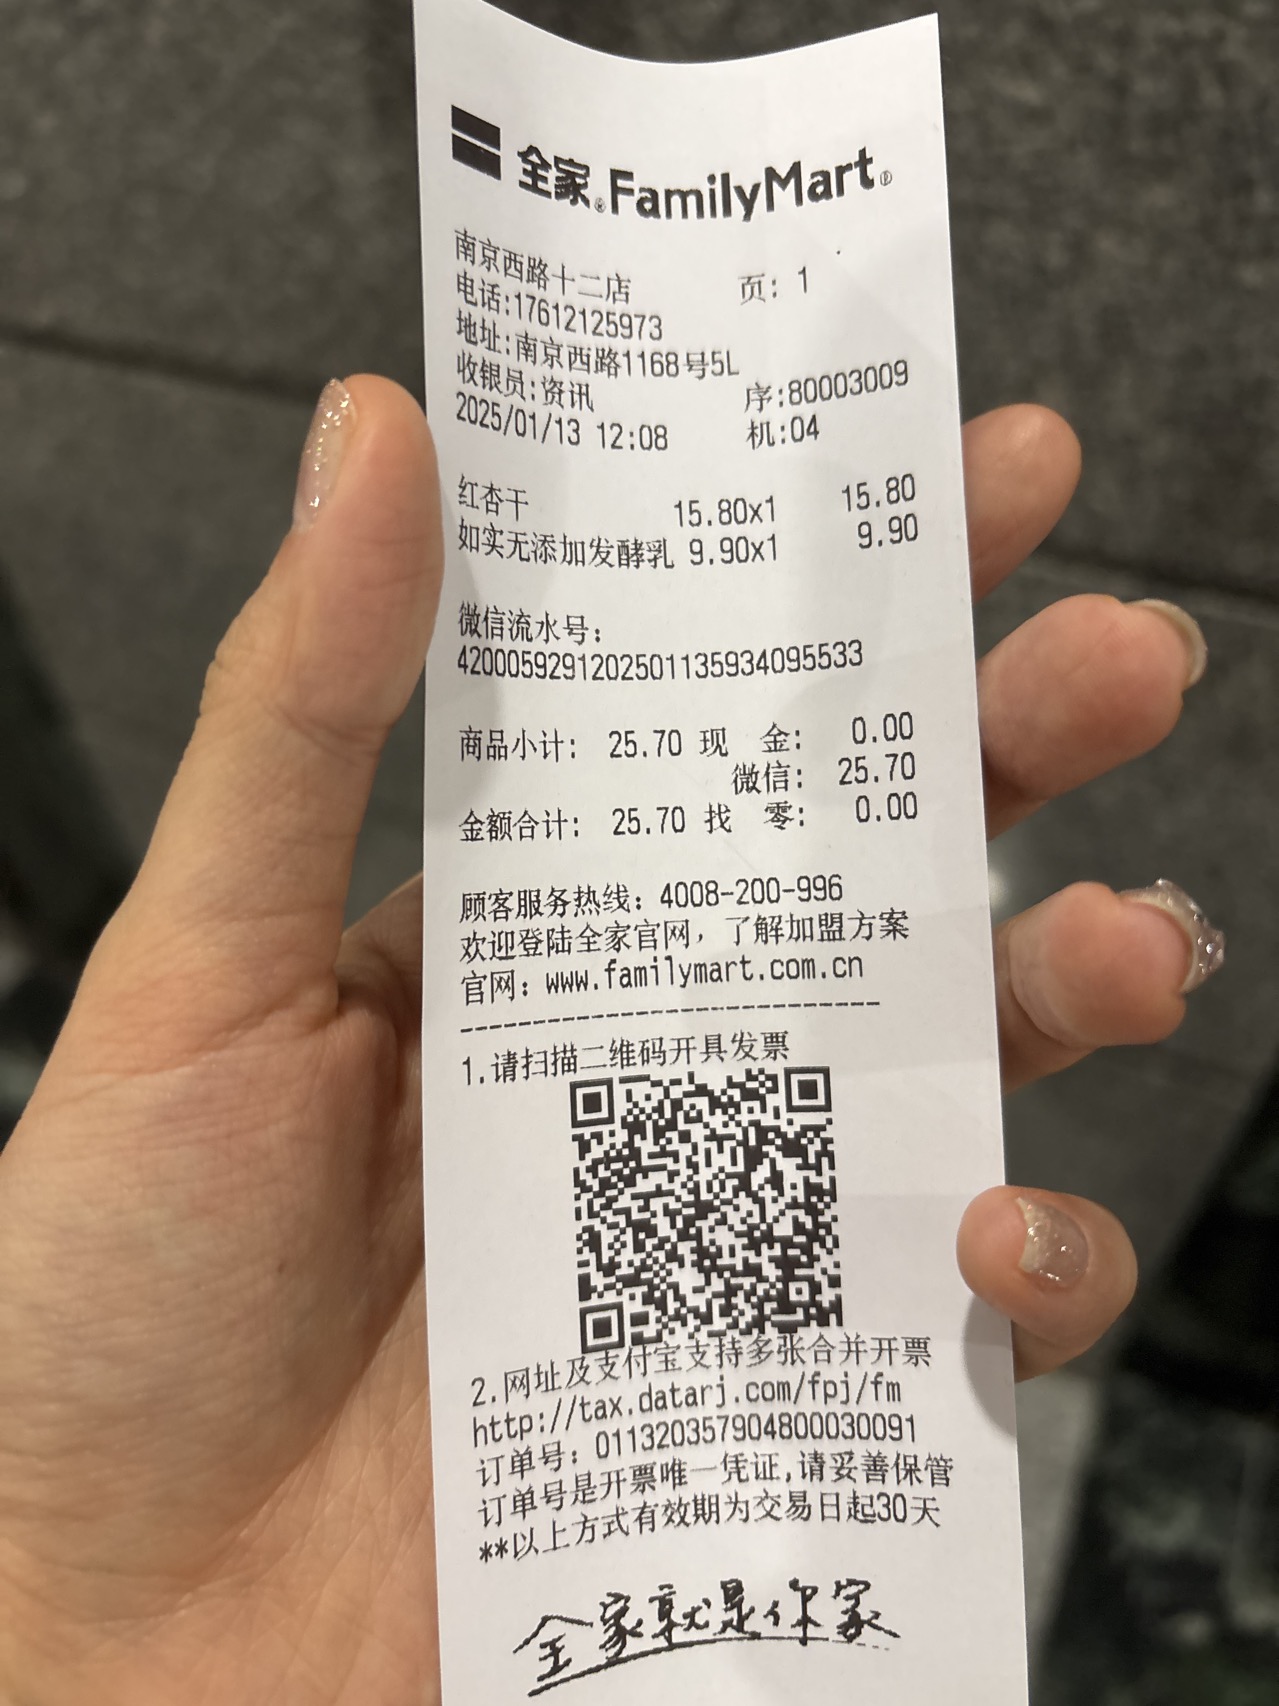 全家®FamilyMart®
南京西路十二店 页: 1
电话:17612125973
地址:南京西路1168号5L
收银员:资讯 序:80003009
2025/01/13 12:08 机:04
红杏干 15.80x1 15.80
如实无添加发酵乳 9.90x1 9.90
微信流水号:
4200059291202501135934095533
商品小计: 25.70 现 金: 0.00
微信: 25.70
金额合计: 25.70 找 零: 0.00
顾客服务热线: 4008-200-996
欢迎登陆全家官网，了解加盟方案
官网: www.familymart.com.cn
1.请扫描二维码开具发票
2.网址及支付宝支持多张合并开票
http://tax.datarj.com/fpj/fm
订单号: 011320357904800030091
订单号是开票唯一凭证,请妥善保管
**以上方式有效期为交易日起30天
全家就是你家